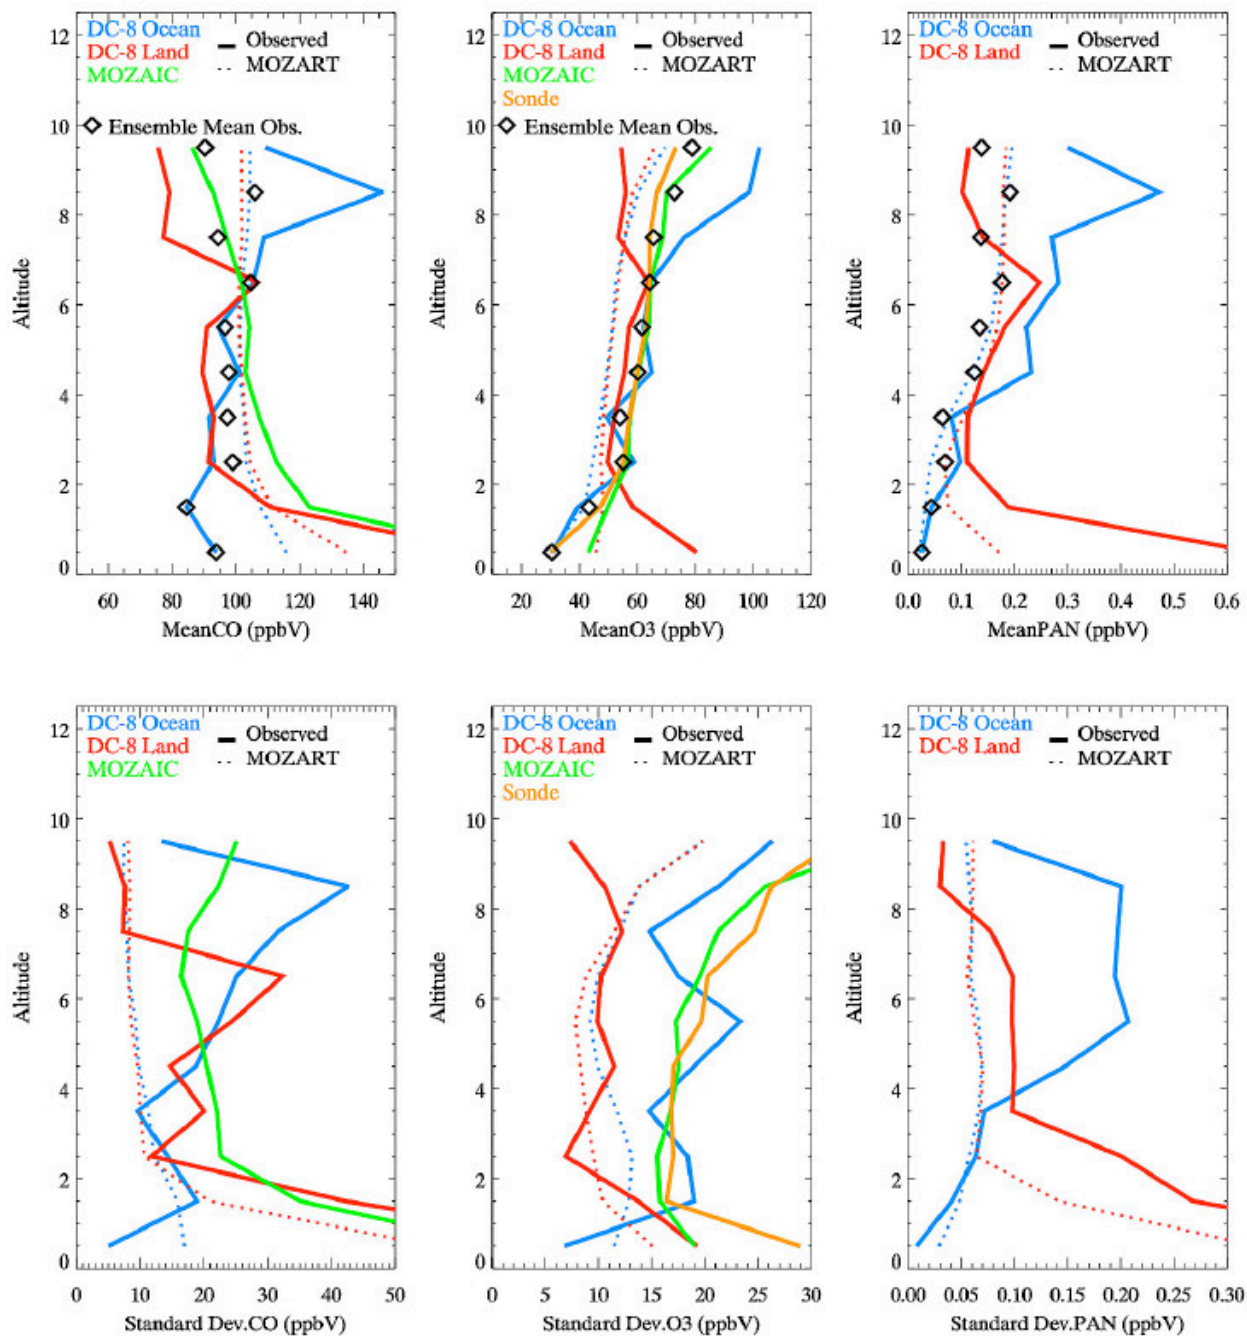 12
DC-8 Ocean
Observed
DC-8 Land
MOZART
MOZAIC
10
Ensemble Mean Obs.
8
Altitude
6
4
2
0
60 80 100 120 140
MeanCO (ppbV)
12
DC-8 Ocean
Observed
DC-8 Land
MOZART
MOZAIC
Sonde
10
Ensemble Mean Obs.
8
Altitude
6
4
2
0
20 40 60 80 100 120
MeanO3 (ppbV)
12
DC-8 Ocean
Observed
DC-8 Land
MOZART
10
8
Altitude
6
4
2
0
0.0 0.1 0.2 0.3 0.4 0.5 0.6
MeanPAN (ppbV)
12
DC-8 Ocean
Observed
DC-8 Land
MOZART
MOZAIC
10
8
Altitude
6
4
2
0
0 10 20 30 40 50
Standard Dev.CO (ppbV)
12
DC-8 Ocean
Observed
DC-8 Land
MOZART
MOZAIC
Sonde
10
8
Altitude
6
4
2
0
0 5 10 15 20 25 30
Standard Dev.O3 (ppbV)
12
DC-8 Ocean
Observed
DC-8 Land
MOZART
10
8
Altitude
6
4
2
0
0.00 0.05 0.10 0.15 0.20 0.25 0.30
Standard Dev.PAN (ppbV)